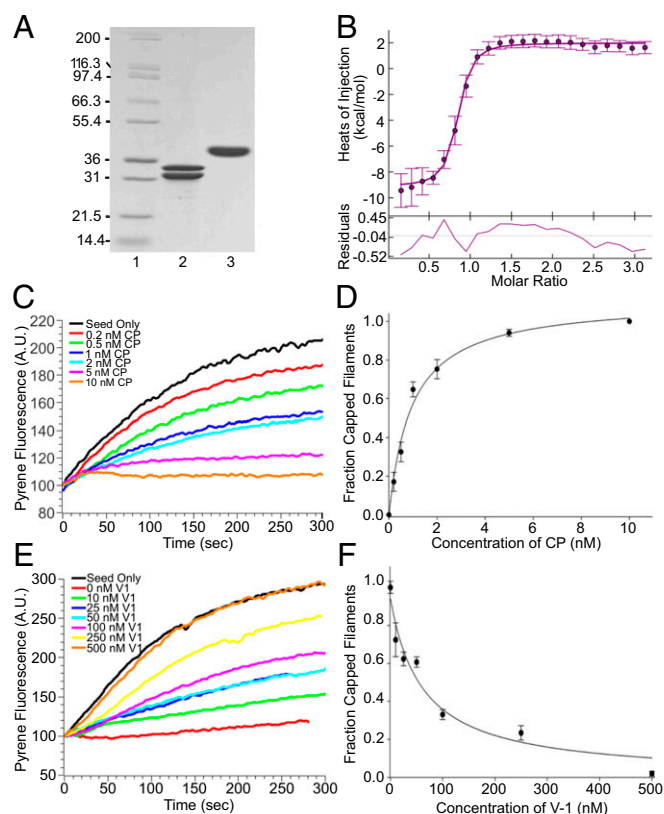 A
200
116.3
97.4
66.3
55.4
36
31
21.5
14.4
1 2 3
B
Heats of Injection
(kcal/mol)
2
0
-2
-4
-6
-8
-10
Residuals
0.45
-0.04
-0.52
0.5 1.0 1.5 2.0 2.5 3.0
Molar Ratio
C
Pyrene Fluorescence (A.U.)
220
200
180
160
140
120
100
80
Seed Only
0.2 nM CP
0.5 nM CP
1 nM CP
2 nM CP
5 nM CP
10 nM CP
0 100 200 300
Time (sec)
D
Fraction Capped Filaments
1.0
0.8
0.6
0.4
0.2
0.0
0 2 4 6 8 10
Concentration of CP (nM)
E
Pyrene Fluorescence (A.U.)
300
250
200
150
100
50
Seed Only
0 nM V1
10 nM V1
25 nM V1
50 nM V1
100 nM V1
250 nM V1
500 nM V1
0 100 200 300
Time (sec)
F
Fraction Capped Filaments
1.0
0.8
0.6
0.4
0.2
0.0
0 100 200 300 400 500
Concentration of V-1 (nM)